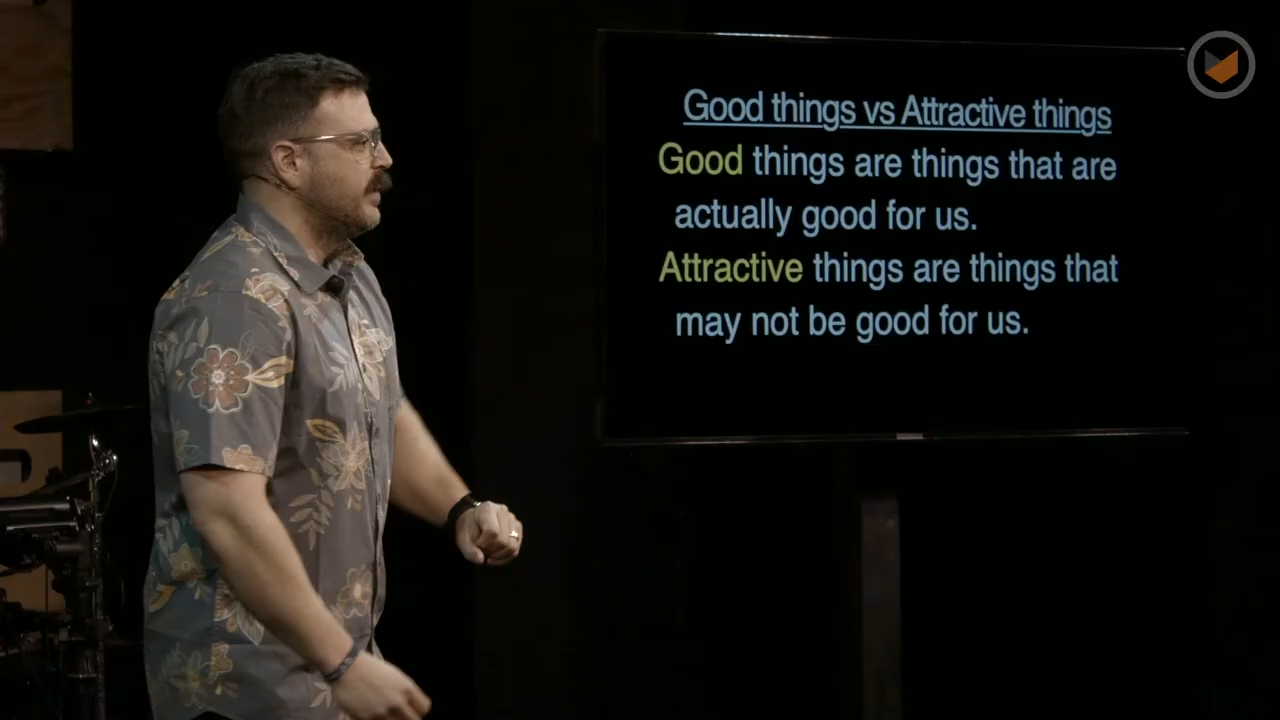 Good things vs Attractive things
Good things are things that are
actually good for us.
Attractive things are things that
may not be good for us.